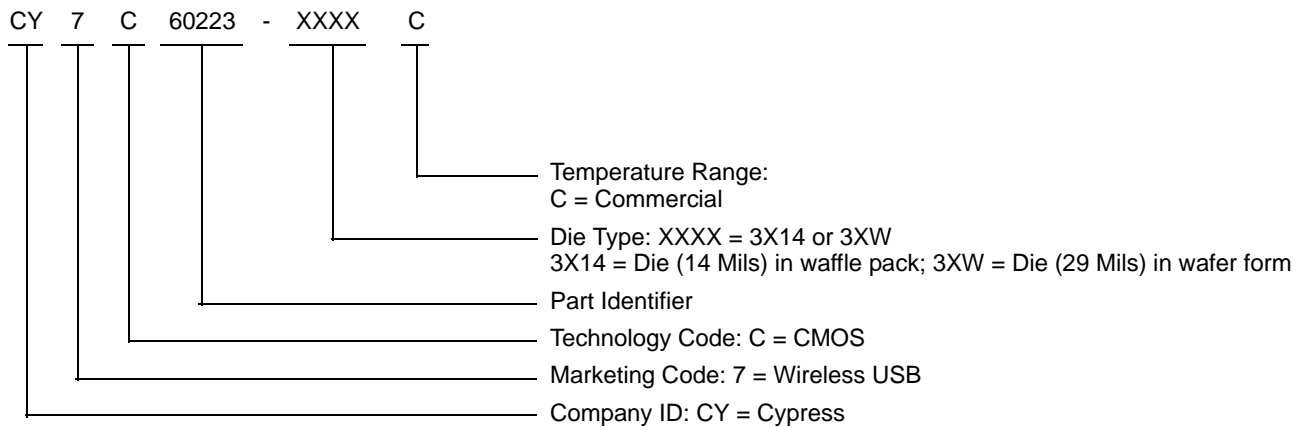 CY 7 C 60223 - XXXX C
Temperature Range:
C = Commercial
Die Type: XXXX = 3X14 or 3XW
3X14 = Die (14 Mils) in waffle pack; 3XW = Die (29 Mils) in wafer form
Part Identifier
Technology Code: C = CMOS
Marketing Code: 7 = Wireless USB
Company ID: CY = Cypress